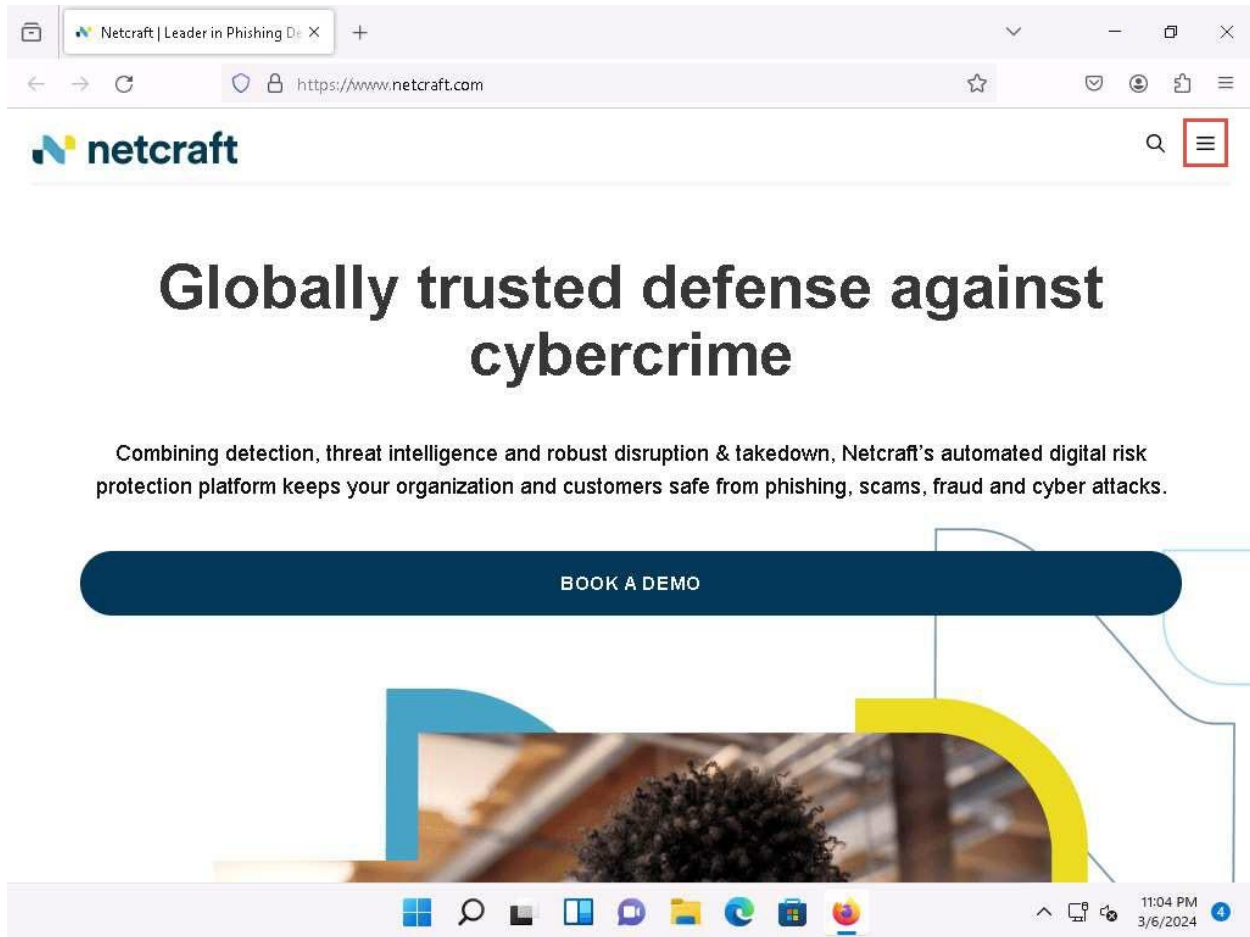 Netcraft | Leader in Phishing De
https://www.netcraft.com
netcraft
Globally trusted defense against
cybercrime
Combining detection, threat intelligence and robust disruption & takedown, Netcraft's automated digital risk
protection platform keeps your organization and customers safe from phishing, scams, fraud and cyber attacks.
BOOK A DEMO
11:04 PM
3/6/2024
4